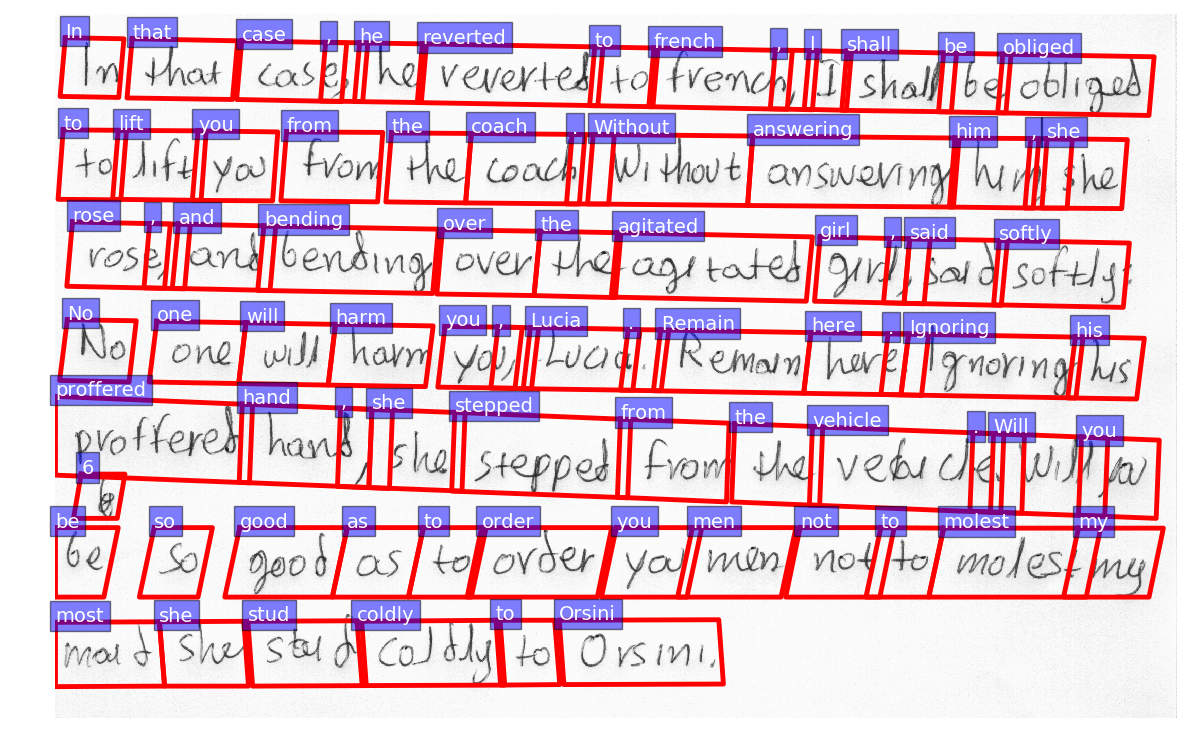 In that case, he reverted to french, I shall be obliged
to lift you from the coach. Without answering him, she
rose, and bending over the agitated girl, said softly:
No one will harm you, Lucia. Remain here. Ignoring his
proffered hand, she stepped from the vehicle. Will you
be so good as to order you men not to molest my
maid she said coldly to Orsini.